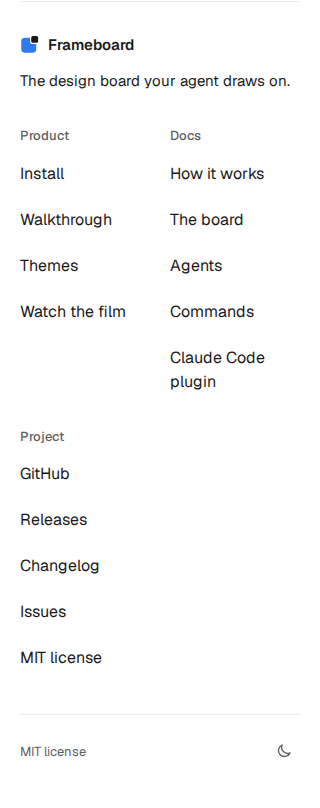 Frameboard
The design board your agent draws on.
Product
Install
Walkthrough
Themes
Watch the film
Docs
How it works
The board
Agents
Commands
Claude Code
plugin
Project
GitHub
Releases
Changelog
Issues
MIT license
MIT license